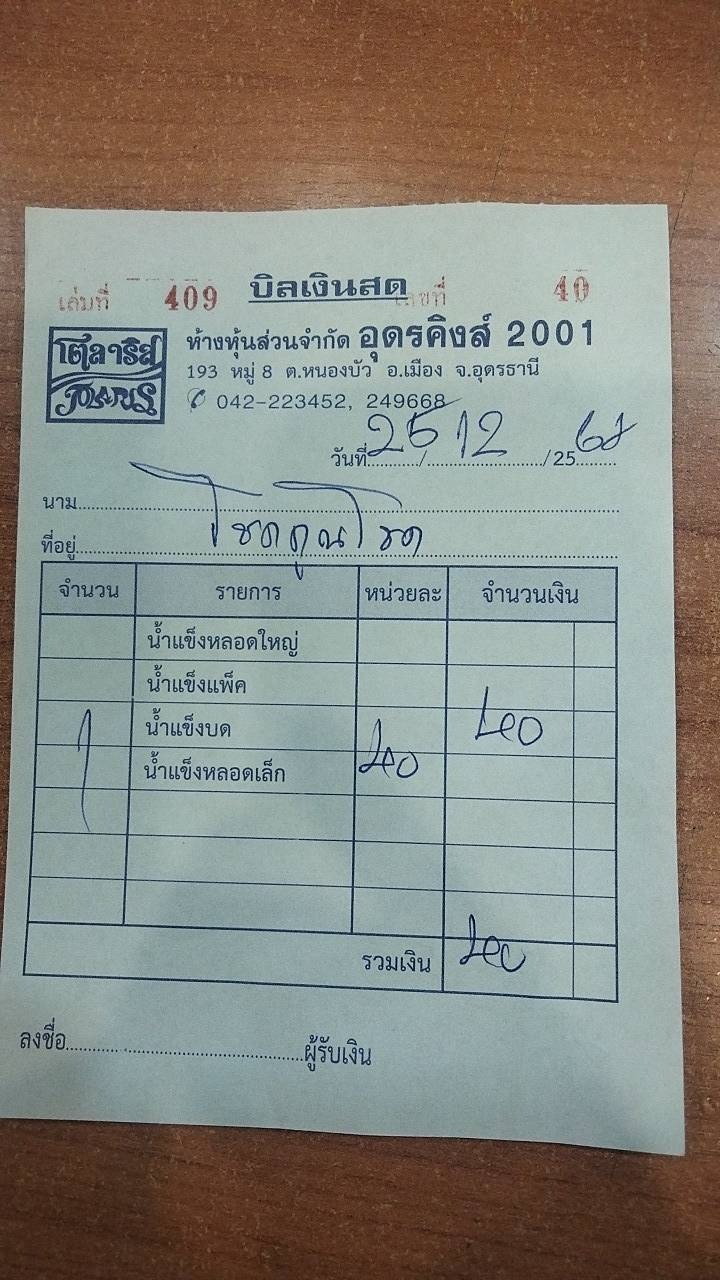 เล่มที่ 409 บิลเงินสด เลขที่ 40
โพลาริส
POLARIS
ห้างหุ้นส่วนจำกัด อุดรคิงส์ 2001
193 หมู่ 8 ต.หนองบัว อ.เมือง จ.อุดรธานี
042-223452, 249668
วันที่ 25 / 12 / 25
นาม
ที่อยู่
จำนวน รายการ หน่วยละ จำนวนเงิน
น้ำแข็งหลอดใหญ่
น้ำแข็งแพ็ค
น้ำแข็งบด
1 น้ำแข็งหลอดเล็ก
รวมเงิน
ลงชื่อ ผู้รับเงิน